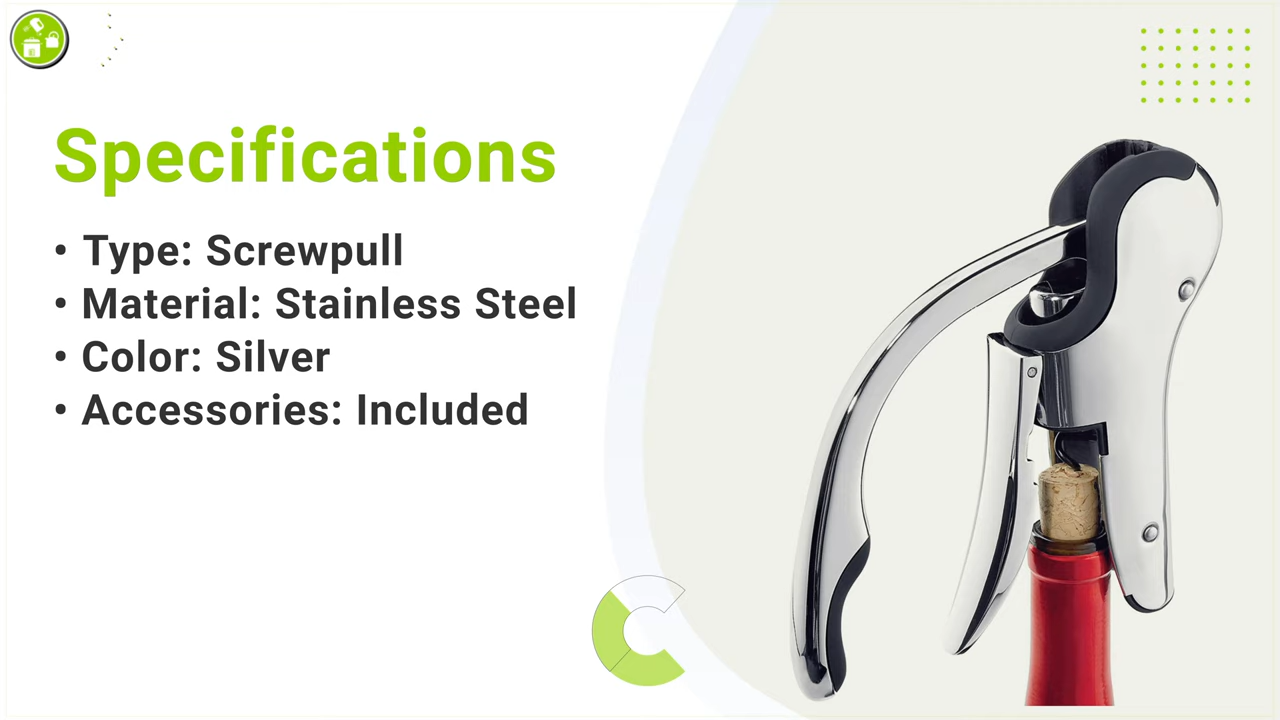 Specifications
• Type: Screwpull
• Material: Stainless Steel
• Color: Silver
• Accessories: Included